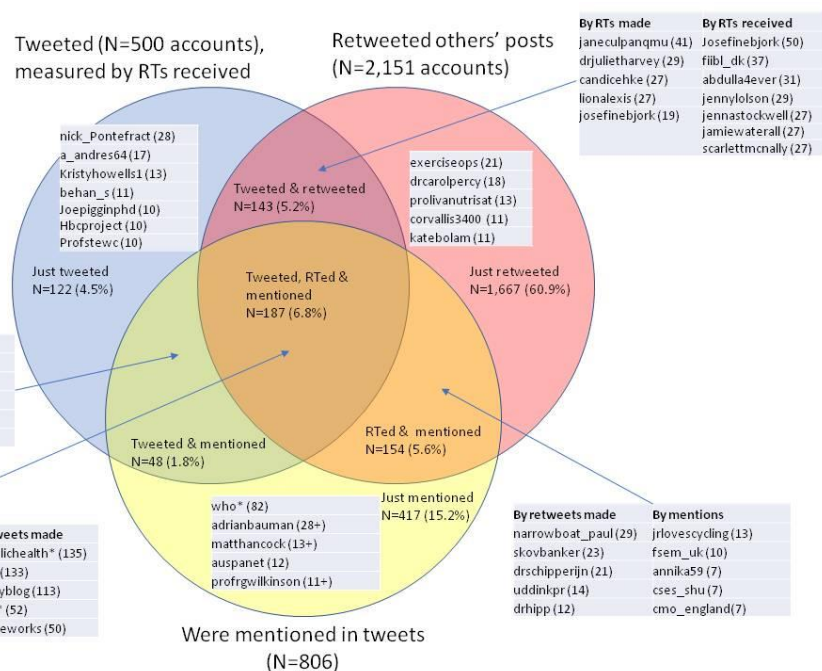 Tweeted (N=500 accounts),
measured by RTs received
Retweeted others' posts
(N=2,151 accounts)
By RTs made
janeculpanqmu (41)
drjulietharvey (29)
candicehke (27)
lionalexis (27)
josefinebjork (19)
By RTs received
Josefinebjork (50)
fiibl_dk (37)
abdulla4ever (31)
jennylolson (29)
jennastockwell (27)
jamiewaterall (27)
scarlettmcnally (27)
nick_Pontefract (28)
a_andres64 (17)
Kristyhowells1 (13)
behan_s (11)
Joepigginphd (10)
Hbcproject (10)
Profstewc (10)
Tweeted & retweeted
N=143 (5.2%)
exerciseops (21)
drcarolpercy (18)
prolivanutrisat (13)
corvallis3400 (11)
katebolam (11)
Just tweeted
N=122 (4.5%)
Tweeted, RTed &
mentioned
N=187 (6.8%)
Just retweeted
N=1,667 (60.9%)
Tweeted & mentioned
N=48 (1.8%)
RTed & mentioned
N=154 (5.6%)
Just mentioned
N=417 (15.2%)
who* (82)
adrianbauman (28+)
matthancock (13+)
auspanet (12)
profrgwilkinson (11+)
weets made
lichealth* (135)
(133)
yblog (113)
* (52)
eworks (50)
By retweets made
narrowboat_paul (29)
skovbanker (23)
drschipperijn (21)
uddinkpr (14)
drhipp (12)
By mentions
jrlovescycling (13)
fsem_uk (10)
annika59 (7)
cses_shu (7)
cmo_england(7)
Were mentioned in tweets
(N=806)